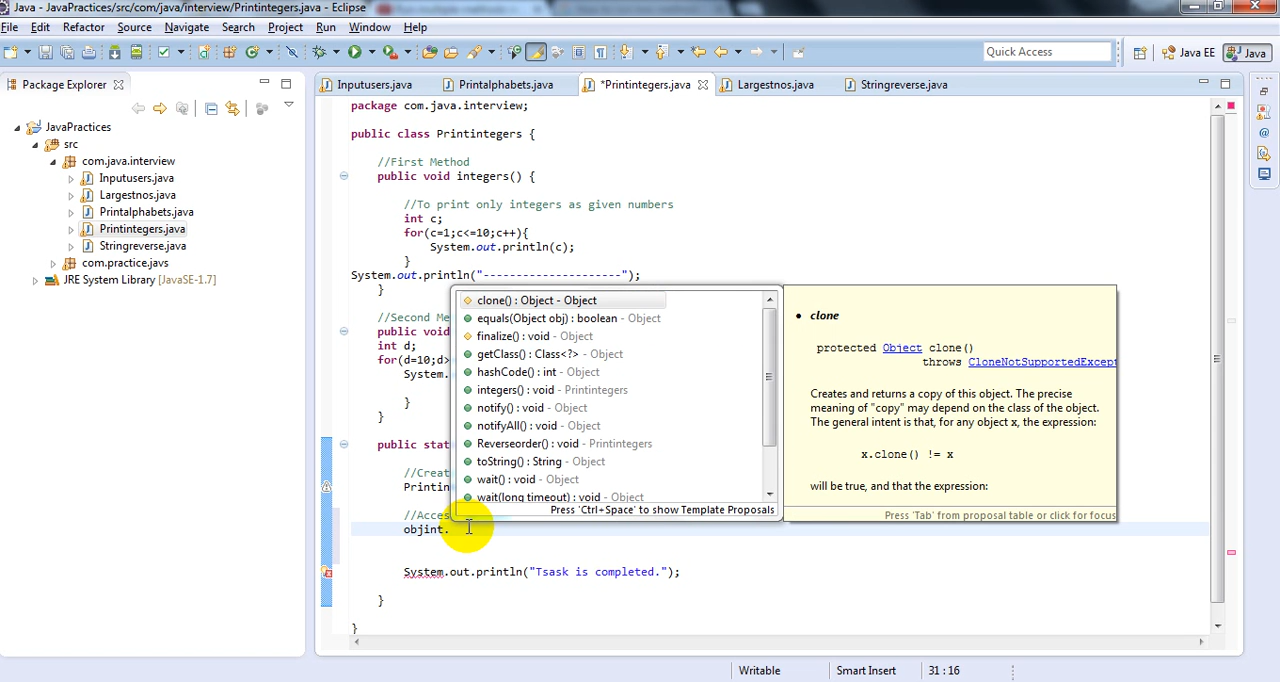 Java - JavaPractices/src/com/java/interview/Printintegers.java - Eclipse
File Edit Refactor Source Navigate Search Project Run Window Help
Quick Access
Java EE
Java
Package Explorer
Inputusers.java
Printalphabets.java
*Printintegers.java
Largestnos.java
Stringreverse.java
JavaPractices
src
com.java.interview
Inputusers.java
Largestnos.java
Printalphabets.java
Printintegers.java
Stringreverse.java
com.practice.javs
JRE System Library [JavaSE-1.7]
package com.java.interview;
public class Printintegers {
//First Method
public void integers() {
//To print only integers as given numbers
int c;
for(c=1;c<=10;c++){
System.out.println(c);
}
System.out.println("---------------------");
}
//Second Me
public void
int d;
for(d=10;d>
System.
}
}
public stat
//Creat
Printin
//Acces
objint.
System.out.println("Tsask is completed.");
}
}
clone() : Object - Object
equals(Object obj) : boolean - Object
finalize() : void - Object
getClass() : Class<?> - Object
hashCode() : int - Object
integers() : void - Printintegers
notify() : void - Object
notifyAll() : void - Object
Reverseorder() : void - Printintegers
toString() : String - Object
wait() : void - Object
wait(long timeout) : void - Object
Press 'Ctrl+Space' to show Template Proposals
clone
protected Object clone()
throws CloneNotSupportedExcept
Creates and returns a copy of this object. The precise
meaning of "copy" may depend on the class of the object.
The general intent is that, for any object x, the expression:
x.clone() != x
will be true, and that the expression:
Press 'Tab' from proposal table or click for focus
Writable
Smart Insert
31 : 16